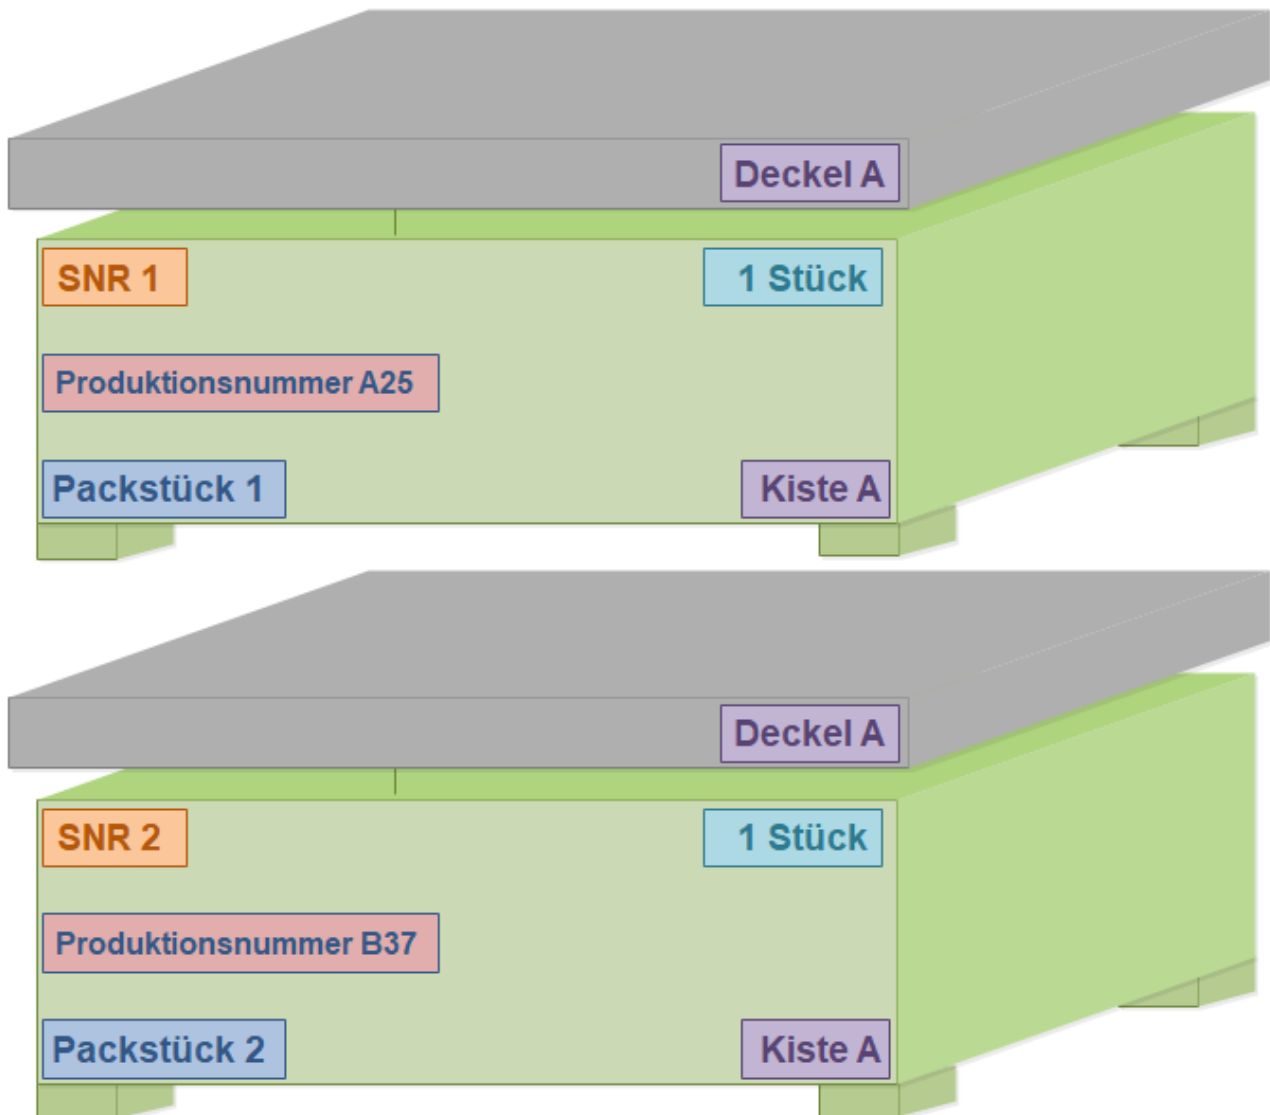 Deckel A
SNR 1
1 Stück
Produktionsnummer A25
Packstück 1
Kiste A
Deckel A
SNR 2
1 Stück
Produktionsnummer B37
Packstück 2
Kiste A